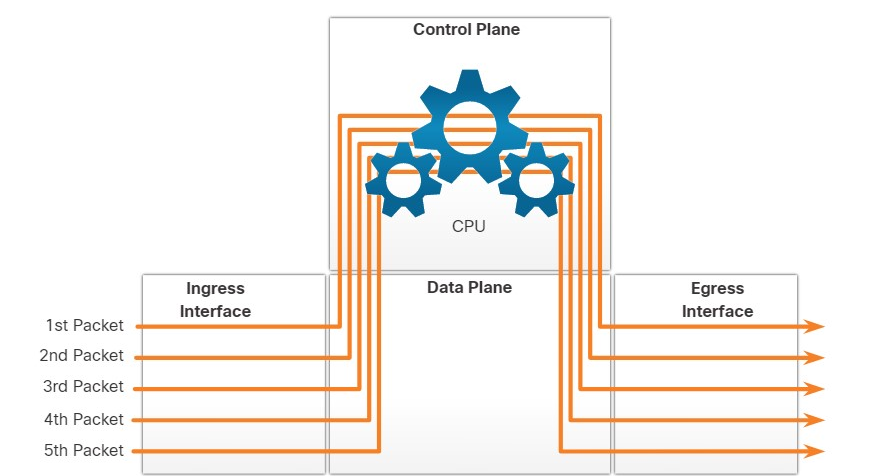 Control Plane
CPU
Ingress
Interface
Data Plane
Egress
Interface
1st Packet
2nd Packet
3rd Packet
4th Packet
5th Packet